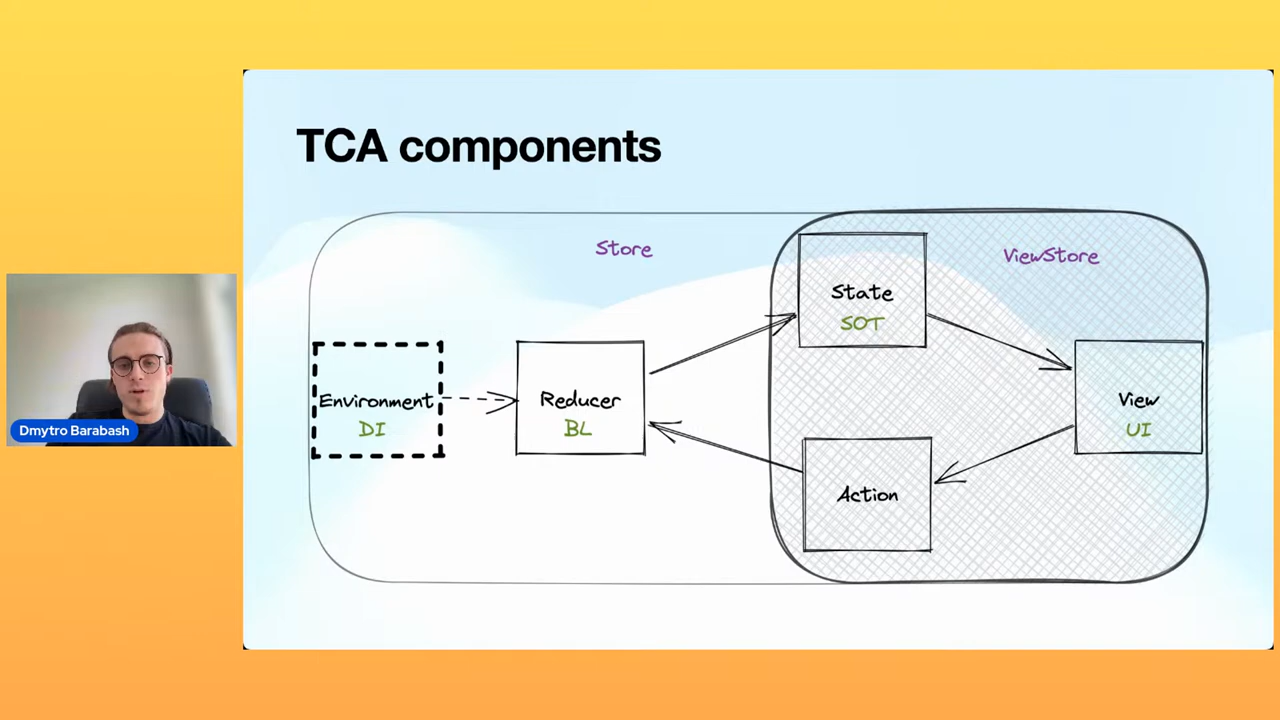 TCA components
Store
ViewStore
State
SOT
Environment
DI
Reducer
BL
View
UI
Action
Dmytro Barabash